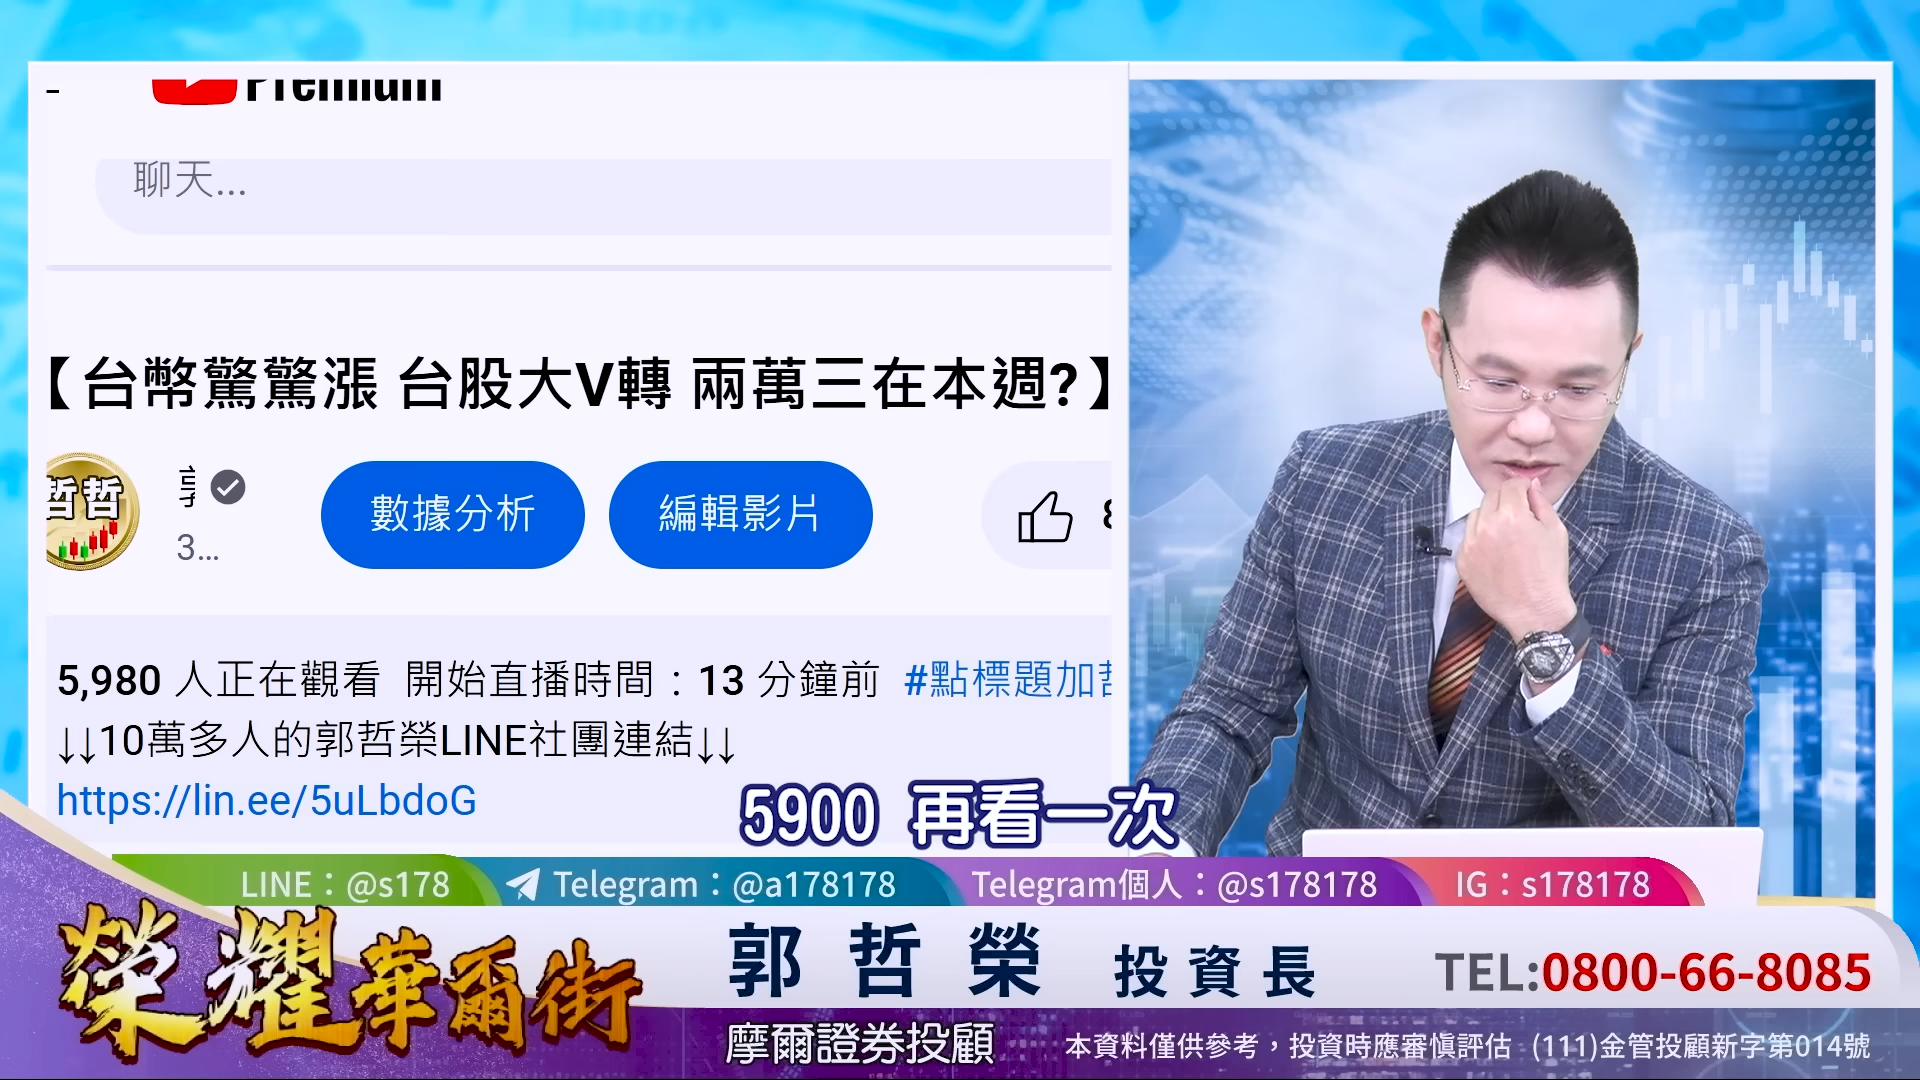 Premium
聊天...
【台幣驚驚漲 台股大V轉 兩萬三在本週?】
哲哲
數據分析
編輯影片
3...
5,980 人正在觀看 開始直播時間：13 分鐘前 #點標題加
↓↓10萬多人的郭哲榮LINE社團連結↓↓
https://lin.ee/5uLbdoG
5900 再看一次
LINE：@s178
Telegram：@a178178
Telegram個人：@s178178
IG：s178178
榮耀華爾街
郭哲榮 投資長
TEL:0800-66-8085
摩爾證券投顧
本資料僅供參考，投資時應審慎評估 (111)金管投顧新字第014號